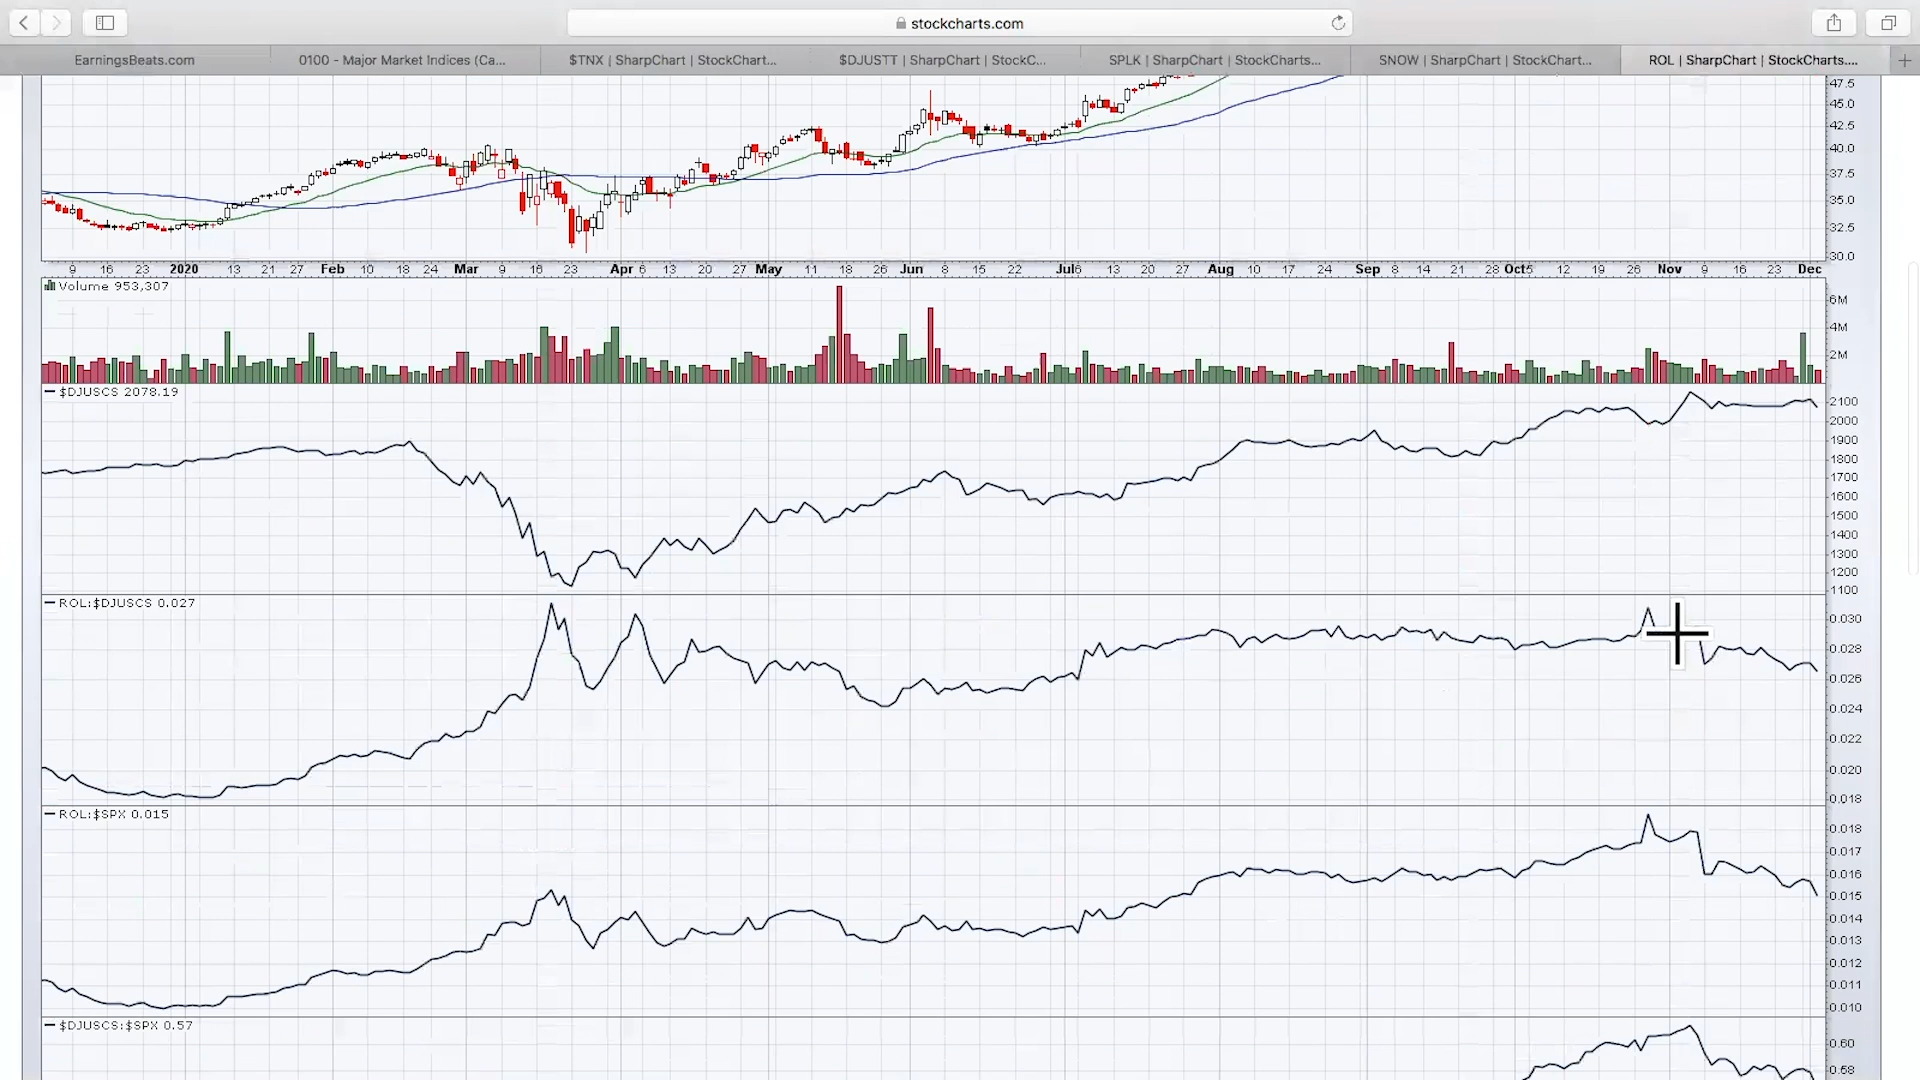 stockcharts.com
EarningsBeats.com
0100 - Major Market Indices (Ca...
$TNX | SharpChart | StockChart...
$DJUSTT | SharpChart | StockC...
SPLK | SharpChart | StockCharts...
SNOW | SharpChart | StockChart...
ROL | SharpChart | StockCharts....
47.5
45.0
42.5
40.0
37.5
35.0
32.5
30.0
9 16 23 2020 13 21 27 Feb 10 18 24 Mar 9 16 23 Apr 6 13 20 27 May 11 18 26 Jun 8 15 22 Jul6 13 20 27 Aug 10 17 24 Sep 8 14 21 28 Oct5 12 19 26 Nov 9 16 23 Dec
Volume 953,307
6M
4M
2M
$DJUSCS 2078.19
2100
2000
1900
1800
1700
1600
1500
1400
1300
1200
1100
ROL:$DJUSCS 0.027
0.030
0.028
0.026
0.024
0.022
0.020
0.018
ROL:$SPX 0.015
0.018
0.017
0.016
0.015
0.014
0.013
0.012
0.011
0.010
$DJUSCS:$SPX 0.57
0.60
0.58